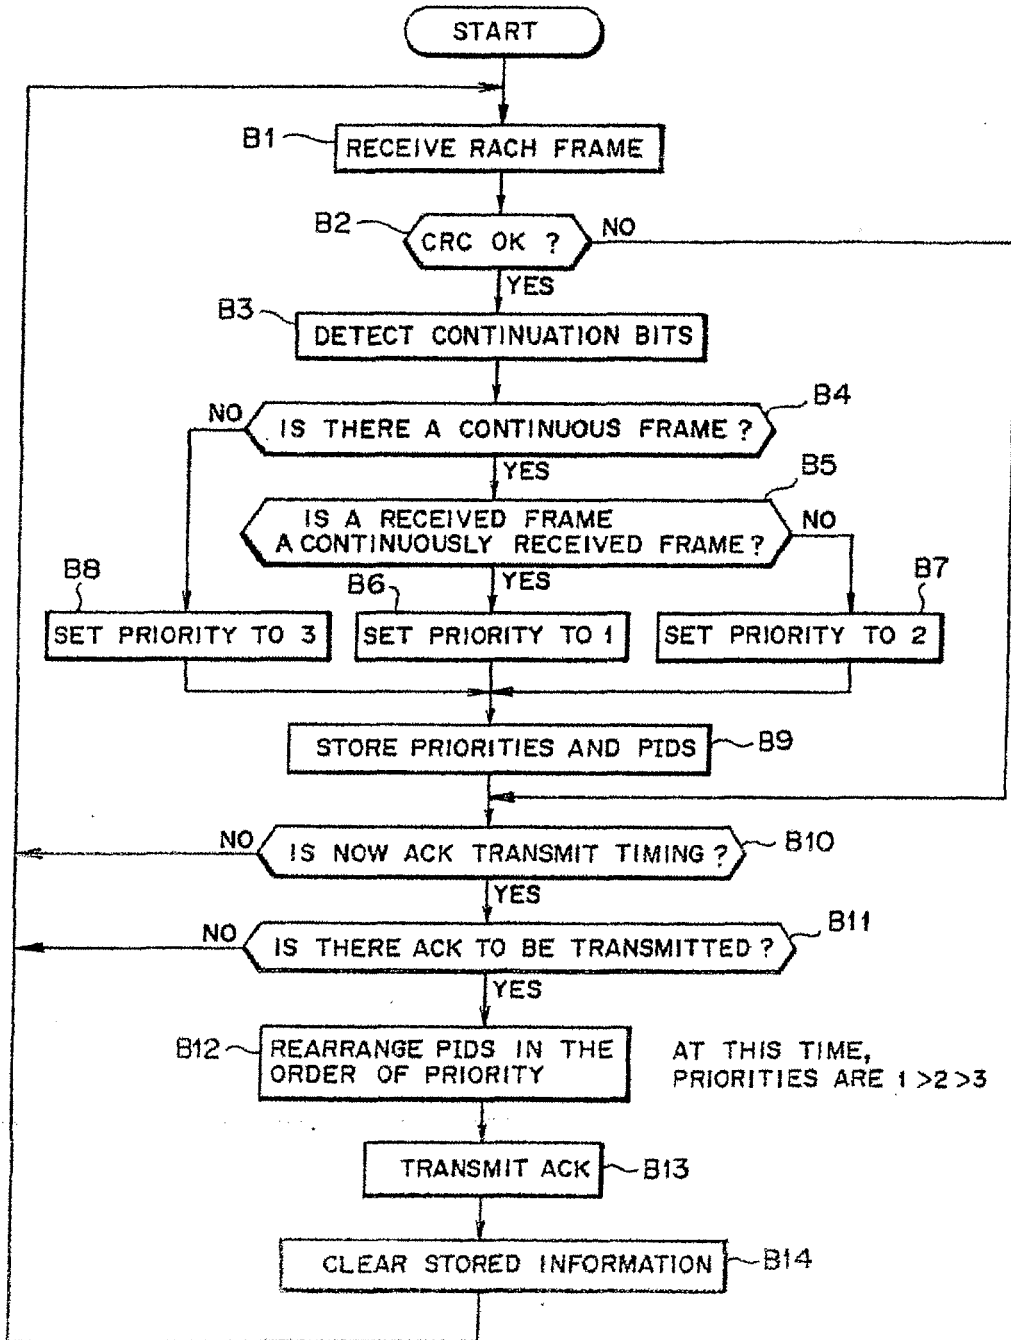 START
B1
RECEIVE RACH FRAME
B2
CRC OK ?
NO
YES
B3
DETECT CONTINUATION BITS
B4
NO
IS THERE A CONTINUOUS FRAME ?
YES
B5
IS A RECEIVED FRAME
A CONTINUOUSLY RECEIVED FRAME ?
NO
YES
B8
B6
B7
SET PRIORITY TO 3
SET PRIORITY TO 1
SET PRIORITY TO 2
STORE PRIORITIES AND PIDS
B9
NO
IS NOW ACK TRANSMIT TIMING ?
B10
YES
B11
NO
IS THERE ACK TO BE TRANSMITTED ?
YES
B12
REARRANGE PIDS IN THE
ORDER OF PRIORITY
AT THIS TIME,
PRIORITIES ARE 1 > 2 > 3
TRANSMIT ACK
B13
CLEAR STORED INFORMATION
B14